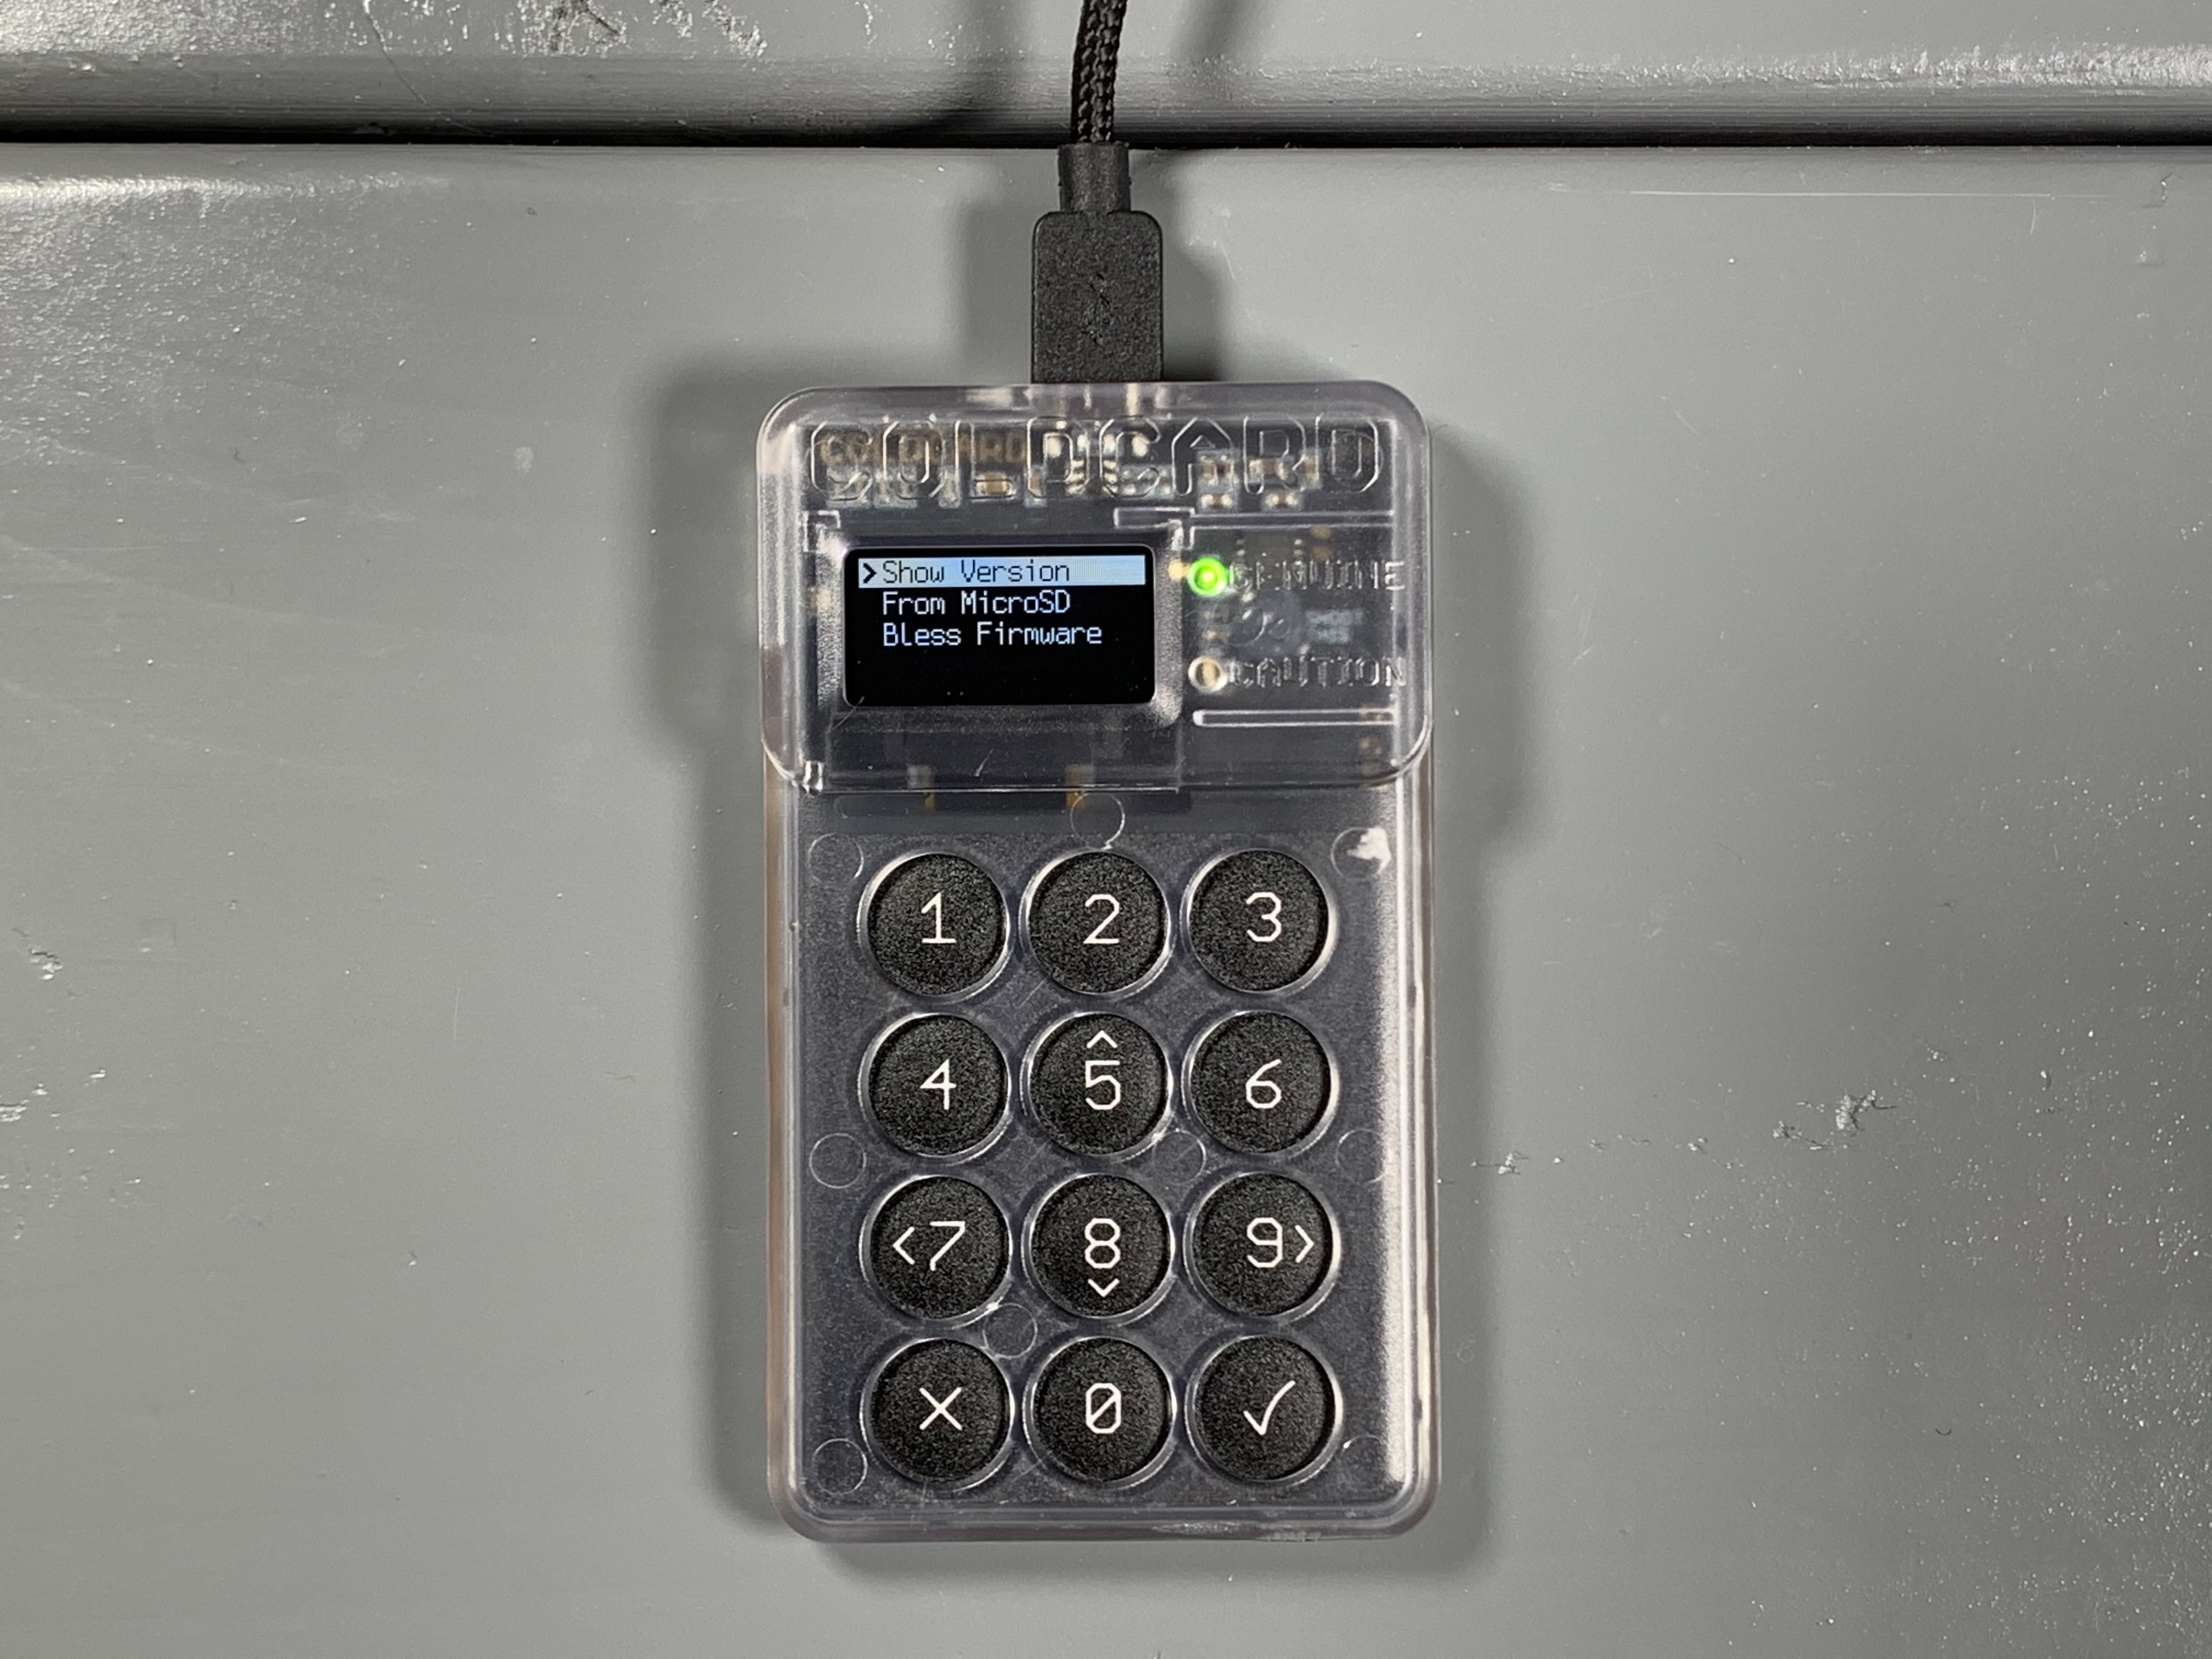 COLDCARD
COLDCARD
>Show Version
From MicroSD
Bless Firmware
GENUINE
CAUTION
1 2 3
4 5 6
<7 8 9>
X 0 ✓